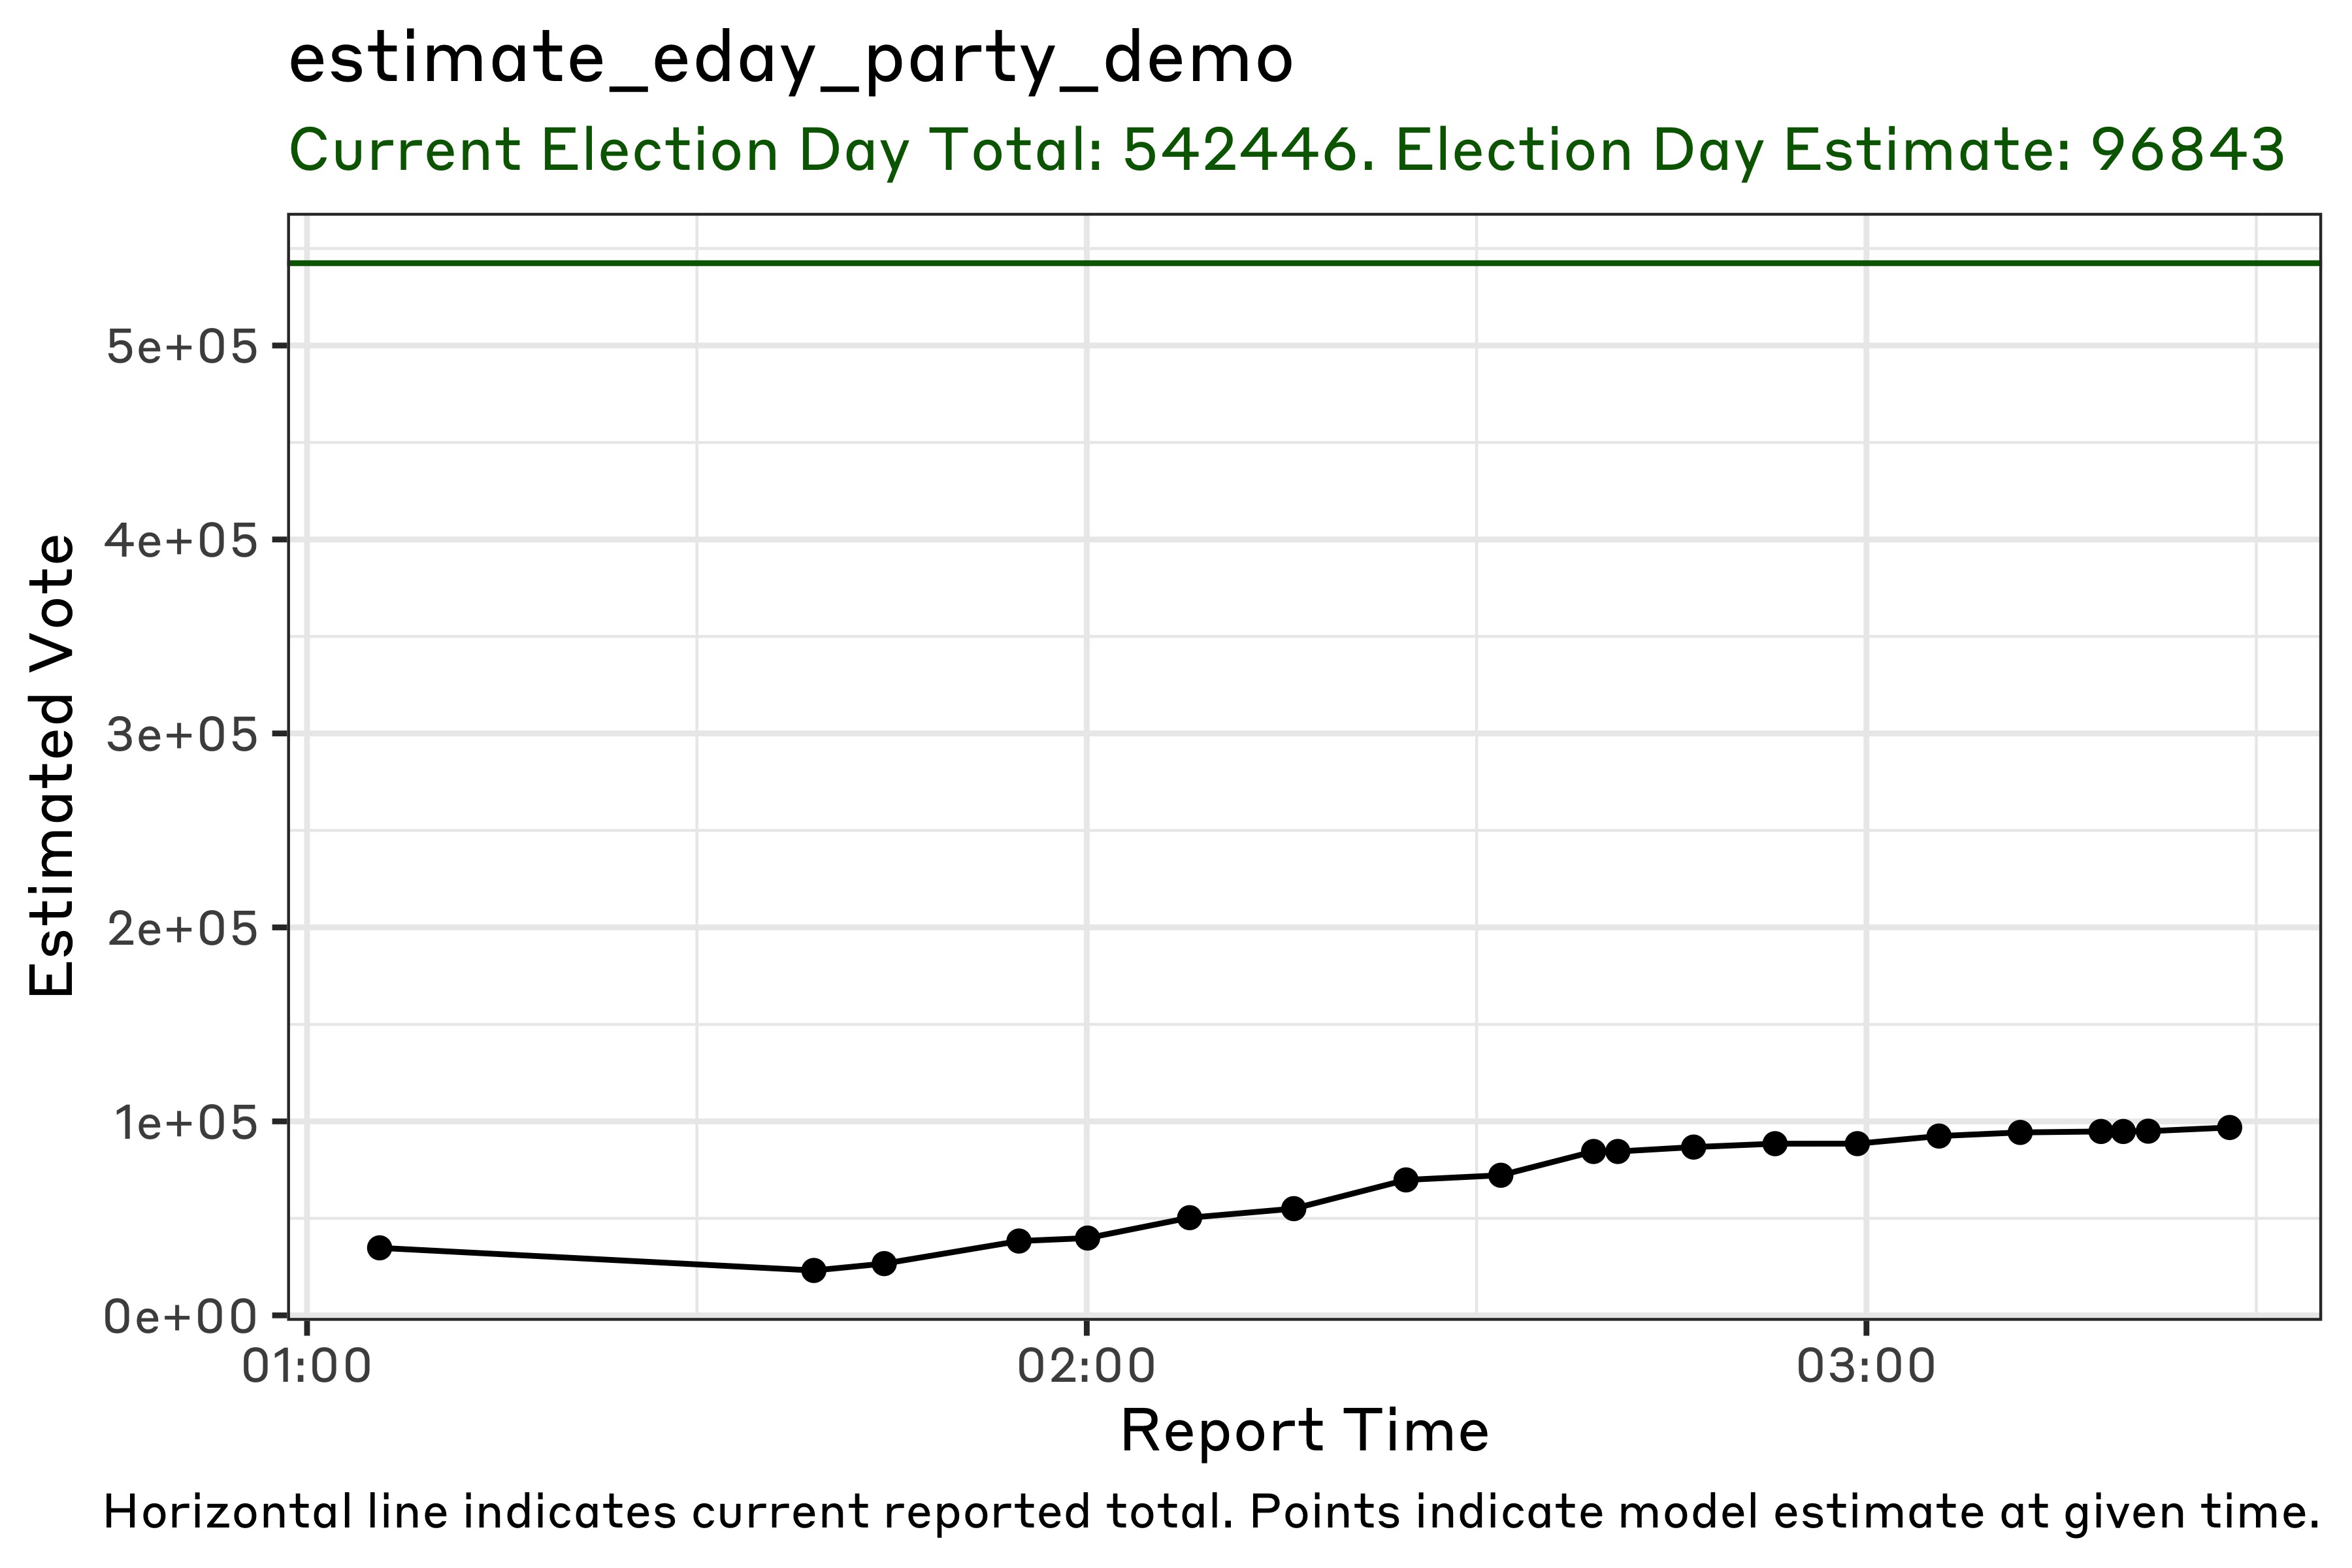 estimate_eday_party_demo
Current Election Day Total: 542446. Election Day Estimate: 96843
5e+05
4e+05
3e+05
2e+05
1e+05
0e+00
Estimated Vote
01:00 02:00 03:00
Report Time
Horizontal line indicates current reported total. Points indicate model estimate at given time.